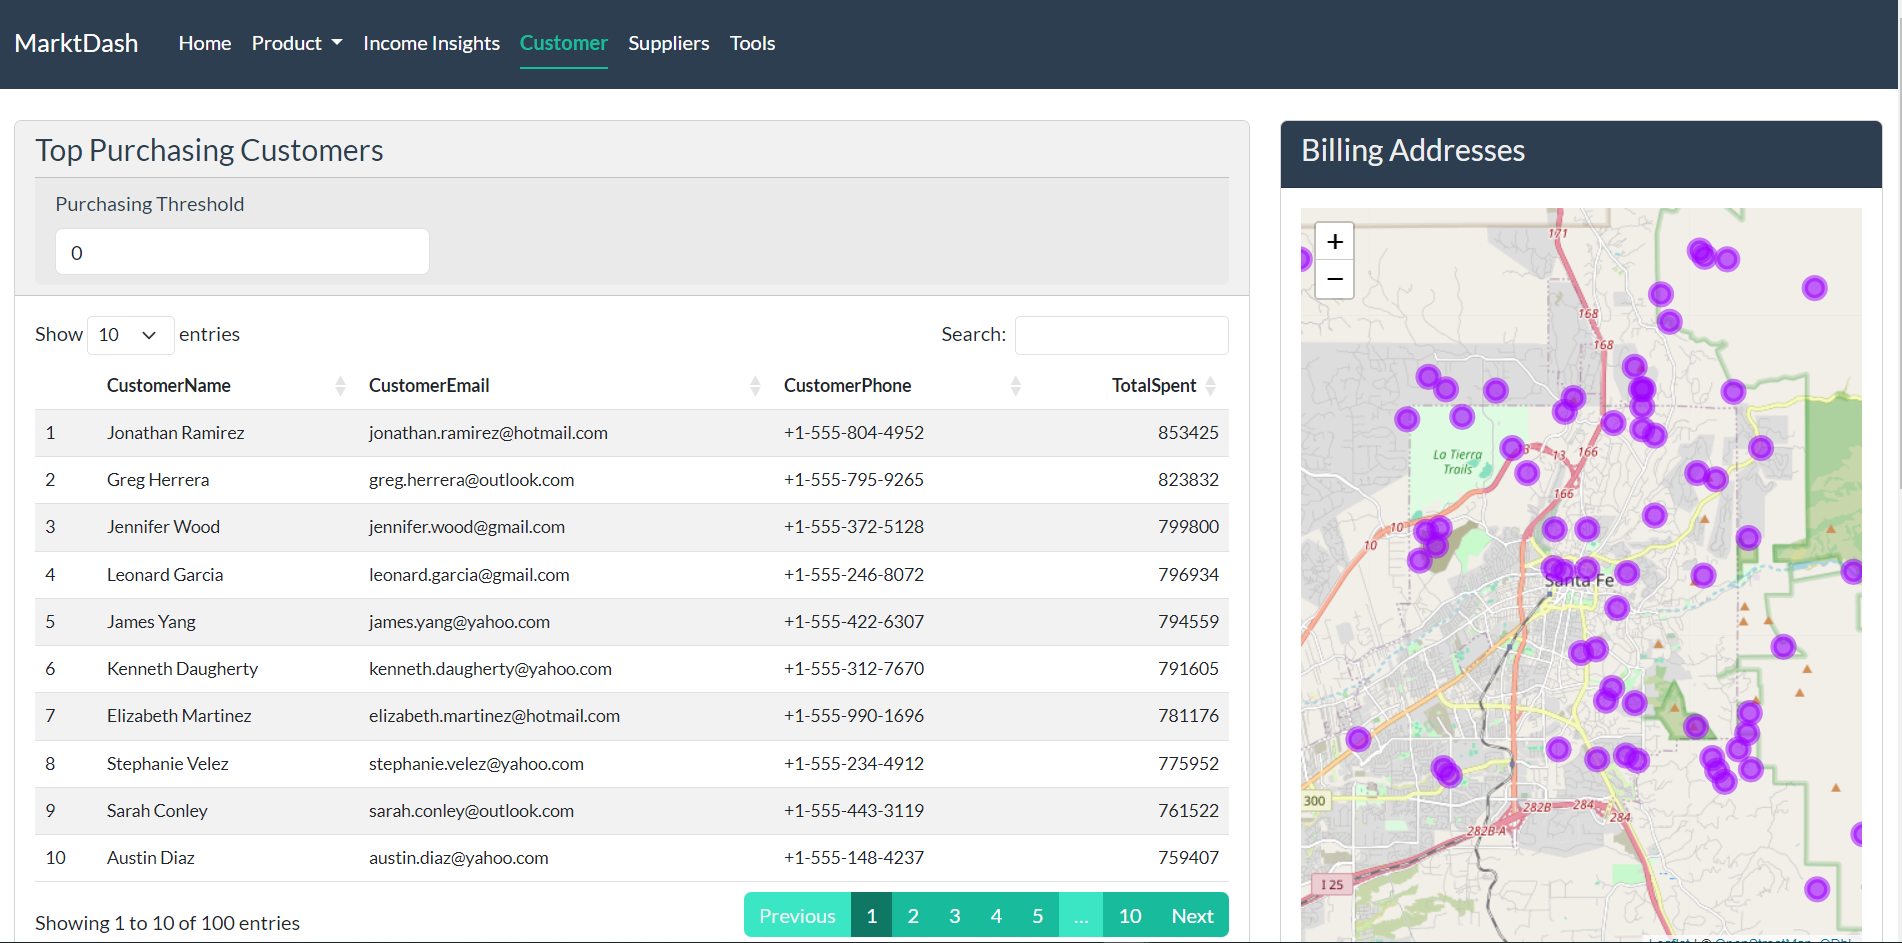 MarktDash Home Product Income Insights Customer Suppliers Tools
Top Purchasing Customers
Purchasing Threshold
0
Show 10 entries
Search:
CustomerName CustomerEmail CustomerPhone TotalSpent
1 Jonathan Ramirez jonathan.ramirez@hotmail.com +1-555-804-4952 853425
2 Greg Herrera greg.herrera@outlook.com +1-555-795-9265 823832
3 Jennifer Wood jennifer.wood@gmail.com +1-555-372-5128 799800
4 Leonard Garcia leonard.garcia@gmail.com +1-555-246-8072 796934
5 James Yang james.yang@yahoo.com +1-555-422-6307 794559
6 Kenneth Daugherty kenneth.daugherty@yahoo.com +1-555-312-7670 791605
7 Elizabeth Martinez elizabeth.martinez@hotmail.com +1-555-990-1696 781176
8 Stephanie Velez stephanie.velez@yahoo.com +1-555-234-4912 775952
9 Sarah Conley sarah.conley@outlook.com +1-555-443-3119 761522
10 Austin Diaz austin.diaz@yahoo.com +1-555-148-4237 759407
Showing 1 to 10 of 100 entries
Previous 1 2 3 4 5 ... 10 Next
Billing Addresses
+
−
171
168
168
La Tierra
Trails
13
166
166
10
10
Santa Fe
300
282B
284
284
282B-A
I 25